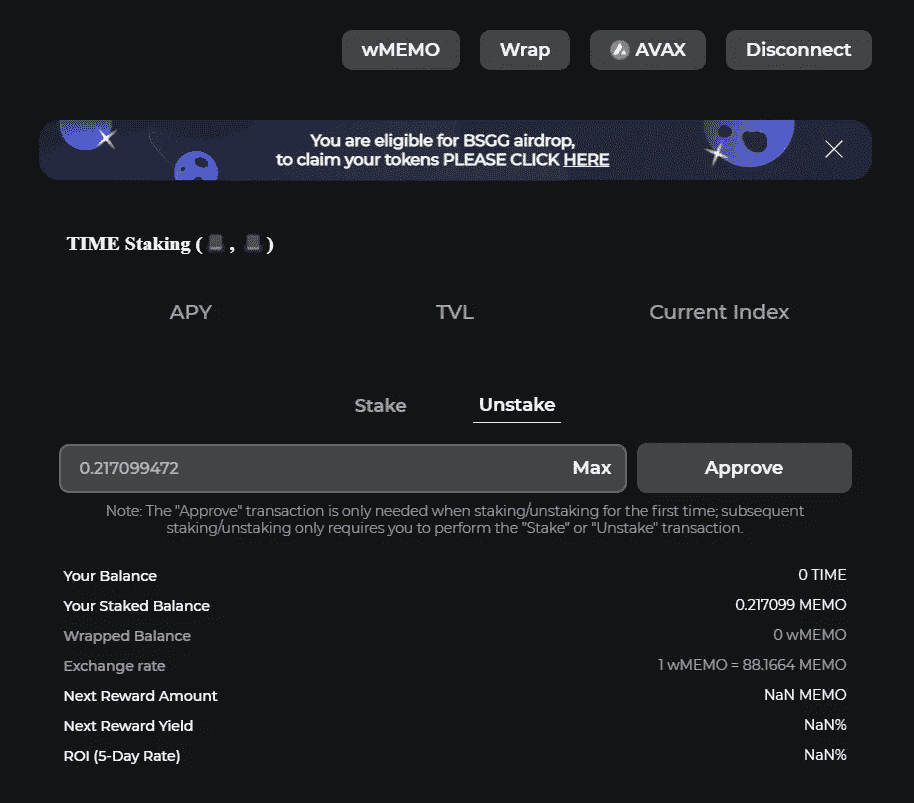 wMEMO Wrap AVAX Disconnect
You are eligible for BSGG airdrop,
to claim your tokens PLEASE CLICK HERE
TIME Staking ( , )
APY TVL Current Index
Stake Unstake
0.217099472 Max Approve
Note: The "Approve" transaction is only needed when staking/unstaking for the first time; subsequent
staking/unstaking only requires you to perform the "Stake" or "Unstake" transaction.
Your Balance 0 TIME
Your Staked Balance 0.217099 MEMO
Wrapped Balance 0 wMEMO
Exchange rate 1 wMEMO = 88.1664 MEMO
Next Reward Amount NaN MEMO
Next Reward Yield NaN%
ROI (5-Day Rate) NaN%